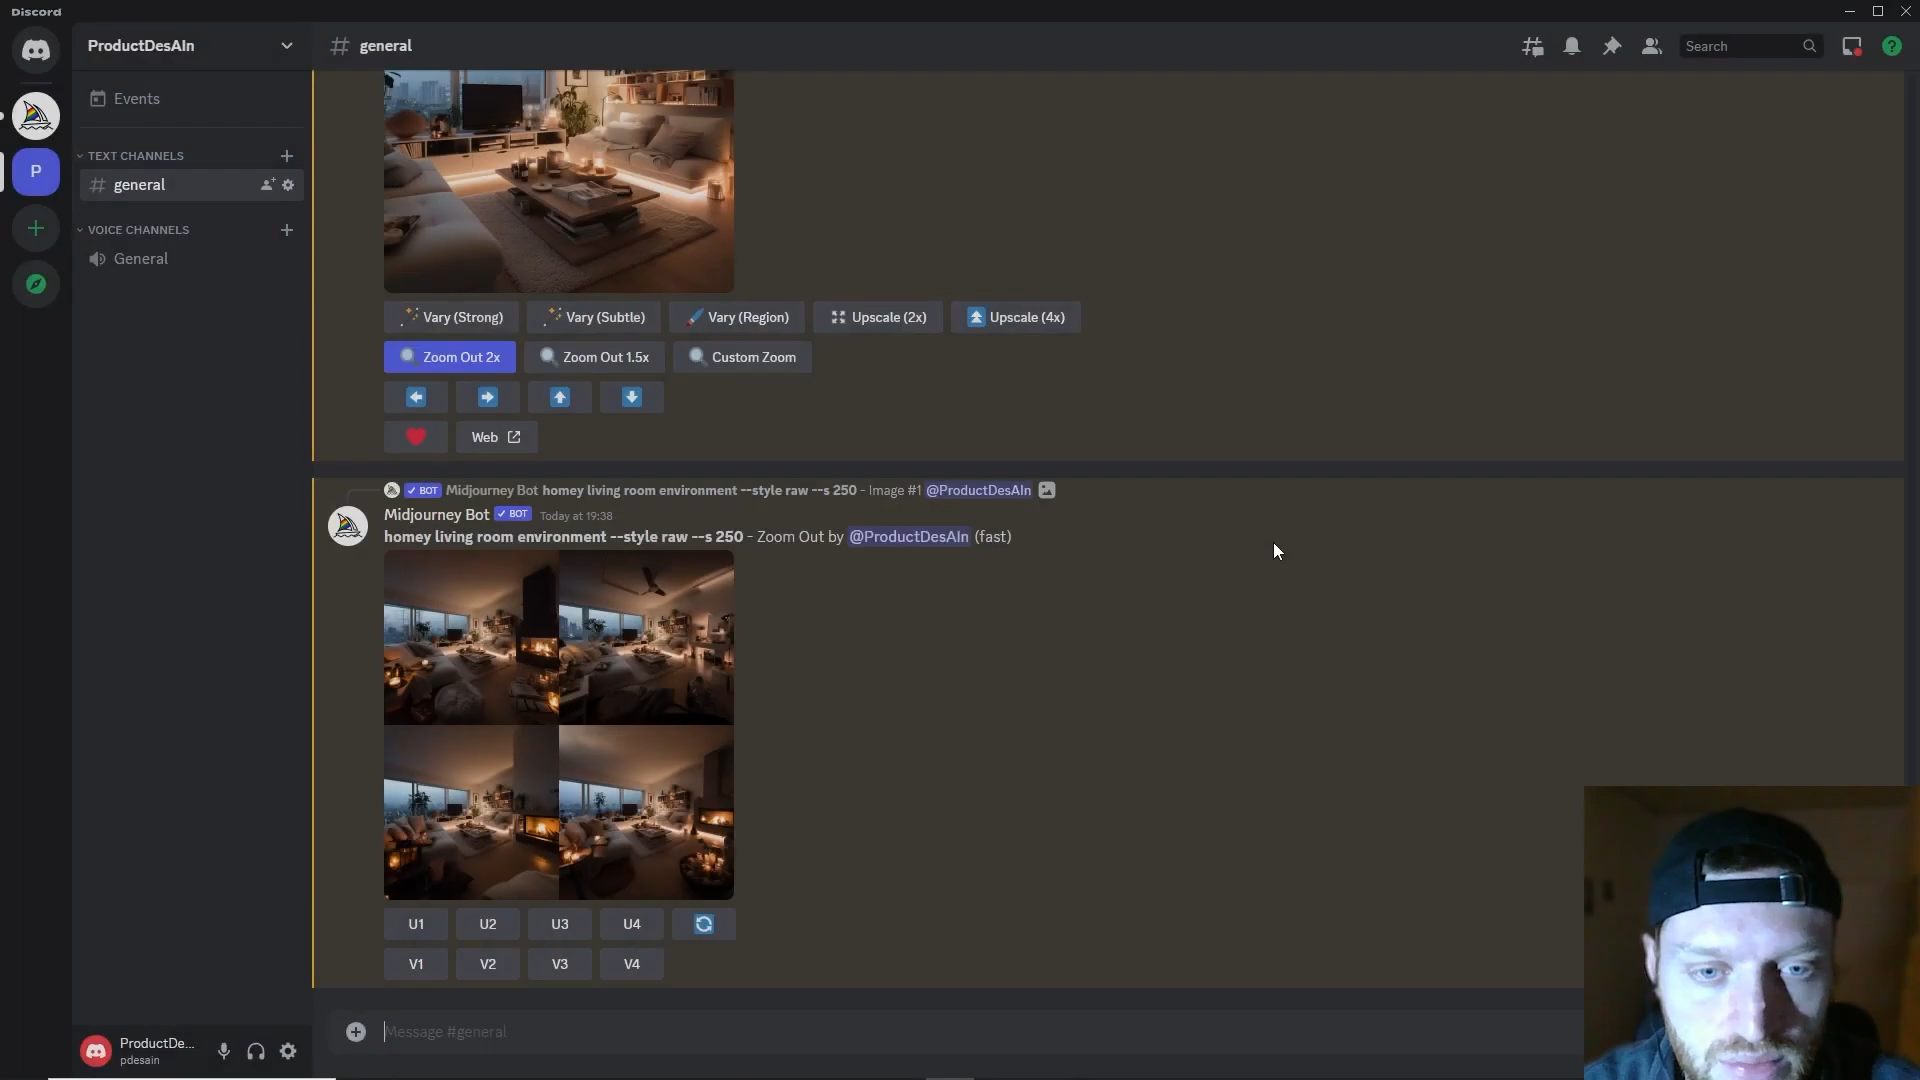 Discord
ProductDesAIn
general
Search
Events
TEXT CHANNELS
general
VOICE CHANNELS
General
P
Vary (Strong)
Vary (Subtle)
Vary (Region)
Upscale (2x)
Upscale (4x)
Zoom Out 2x
Zoom Out 1.5x
Custom Zoom
Web
✓ BOT Midjourney Bot homey living room environment --style raw --s 250 - Image #1 @ProductDesAIn
Midjourney Bot ✓ BOT Today at 19:38
homey living room environment --style raw --s 250 - Zoom Out by @ProductDesAIn (fast)
U1
U2
U3
U4
V1
V2
V3
V4
Message #general
ProductDe...
pdesain